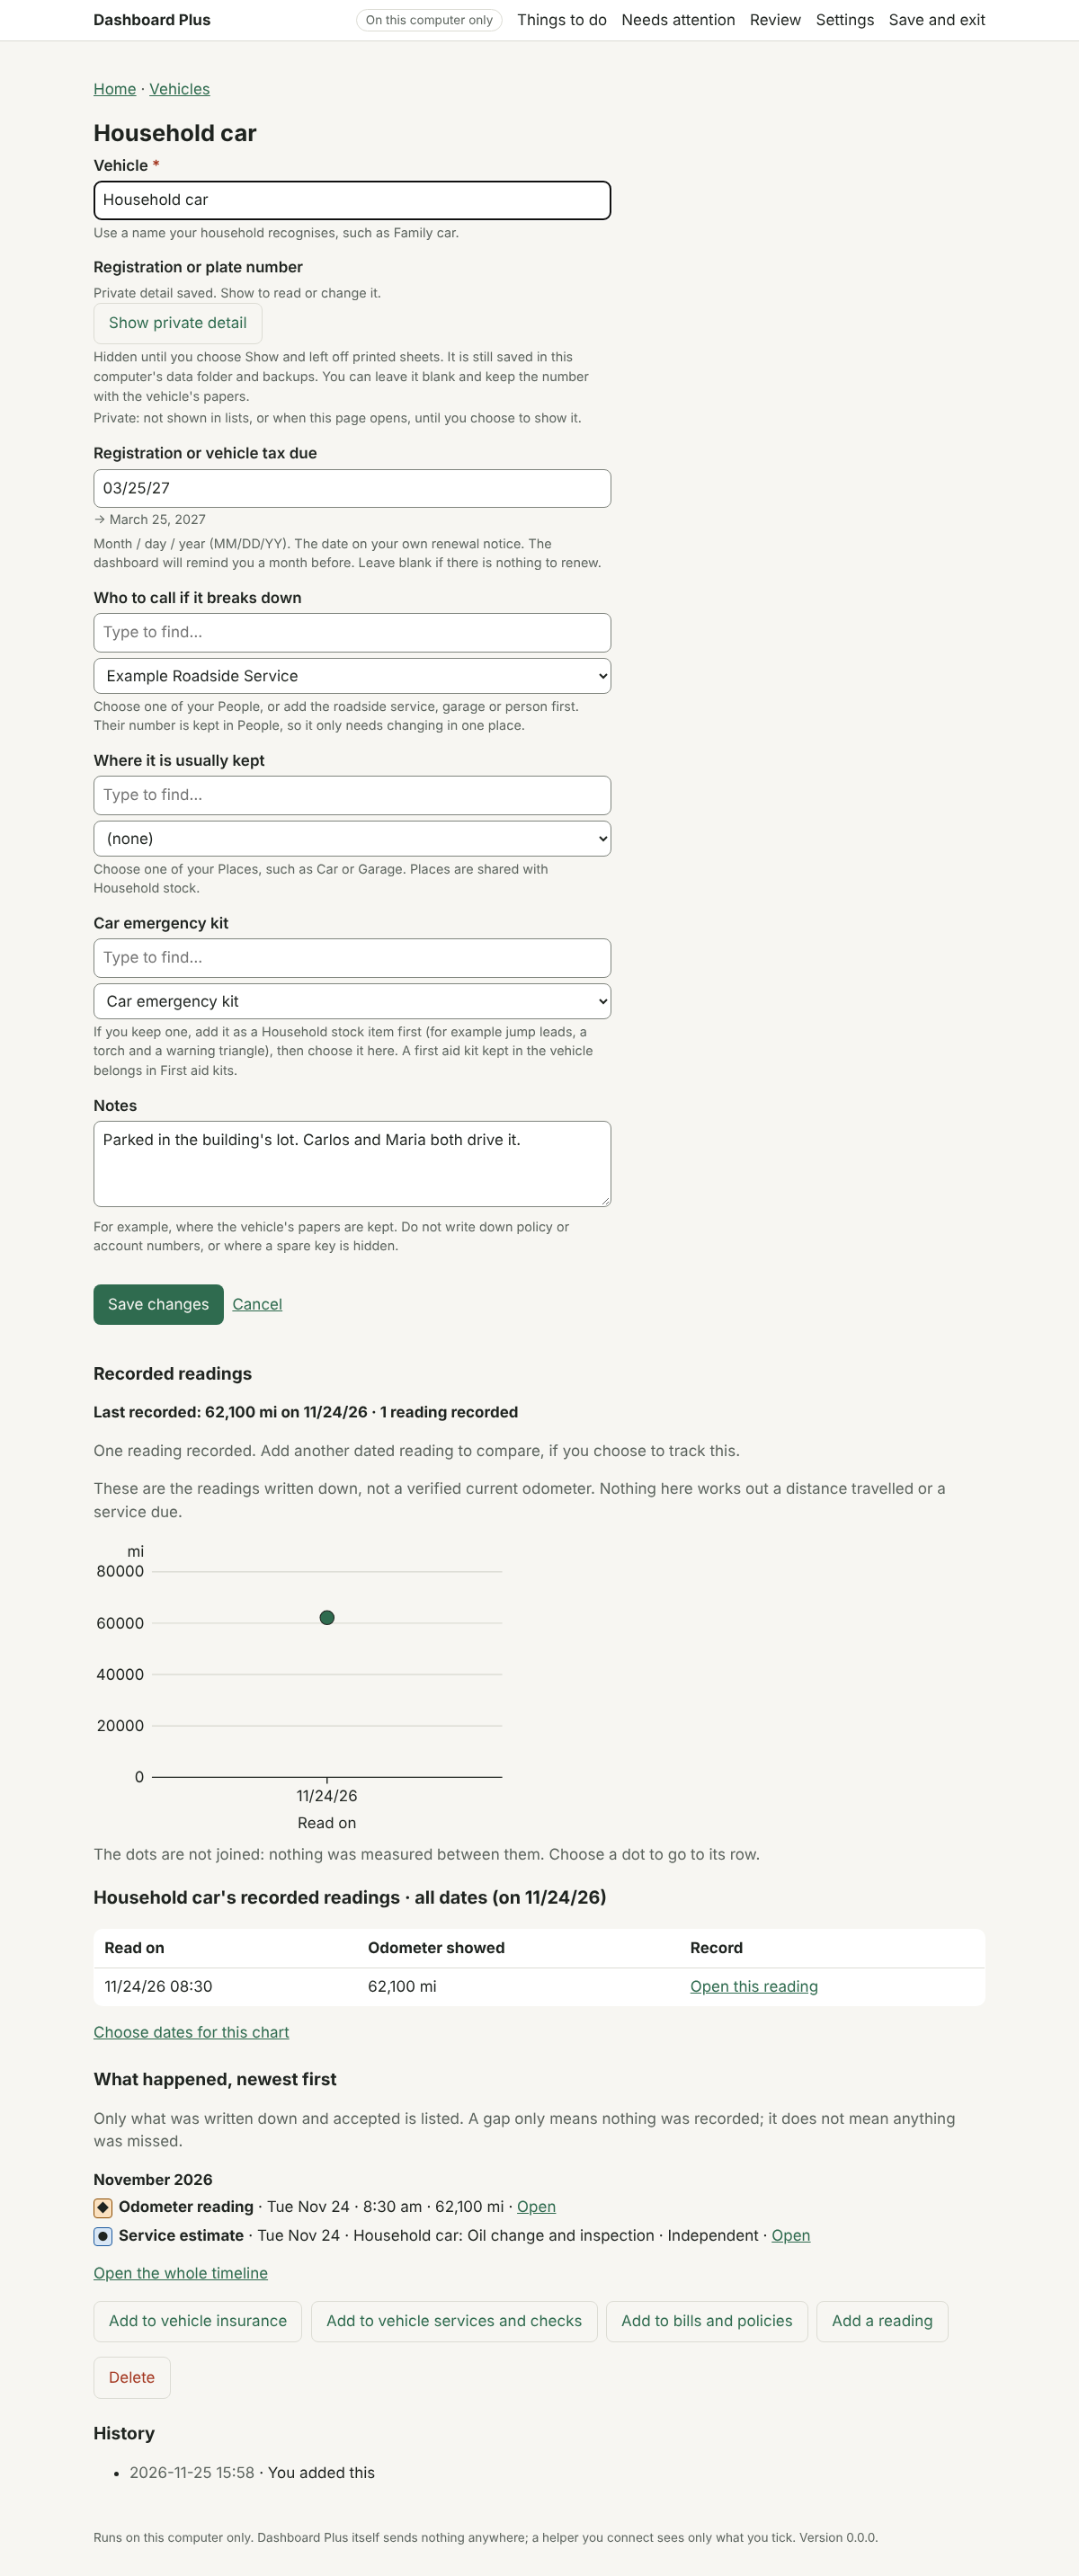 Dashboard Plus
On this computer only
Things to do
Needs attention
Review
Settings
Save and exit
Home · Vehicles
Household car
Vehicle *
Household car
Use a name your household recognises, such as Family car.
Registration or plate number
Private detail saved. Show to read or change it.
Show private detail
Hidden until you choose Show and left off printed sheets. It is still saved in this
computer's data folder and backups. You can leave it blank and keep the number
with the vehicle's papers.
Private: not shown in lists, or when this page opens, until you choose to show it.
Registration or vehicle tax due
03/25/27
→ March 25, 2027
Month / day / year (MM/DD/YY). The date on your own renewal notice. The
dashboard will remind you a month before. Leave blank if there is nothing to renew.
Who to call if it breaks down
Type to find...
Example Roadside Service
Choose one of your People, or add the roadside service, garage or person first.
Their number is kept in People, so it only needs changing in one place.
Where it is usually kept
Type to find...
(none)
Choose one of your Places, such as Car or Garage. Places are shared with
Household stock.
Car emergency kit
Type to find...
Car emergency kit
If you keep one, add it as a Household stock item first (for example jump leads, a
torch and a warning triangle), then choose it here. A first aid kit kept in the vehicle
belongs in First aid kits.
Notes
Parked in the building's lot. Carlos and Maria both drive it.
For example, where the vehicle's papers are kept. Do not write down policy or
account numbers, or where a spare key is hidden.
Save changes
Cancel
Recorded readings
Last recorded: 62,100 mi on 11/24/26 · 1 reading recorded
One reading recorded. Add another dated reading to compare, if you choose to track this.
These are the readings written down, not a verified current odometer. Nothing here works out a distance travelled or a
service due.
mi
80000
60000
40000
20000
0
11/24/26
Read on
The dots are not joined: nothing was measured between them. Choose a dot to go to its row.
Household car's recorded readings · all dates (on 11/24/26)
Read on
Odometer showed
Record
11/24/26 08:30
62,100 mi
Open this reading
Choose dates for this chart
What happened, newest first
Only what was written down and accepted is listed. A gap only means nothing was recorded; it does not mean anything
was missed.
November 2026
Odometer reading · Tue Nov 24 · 8:30 am · 62,100 mi · Open
Service estimate · Tue Nov 24 · Household car: Oil change and inspection · Independent · Open
Open the whole timeline
Add to vehicle insurance
Add to vehicle services and checks
Add to bills and policies
Add a reading
Delete
History
• 2026-11-25 15:58 · You added this
Runs on this computer only. Dashboard Plus itself sends nothing anywhere; a helper you connect sees only what you tick. Version 0.0.0.